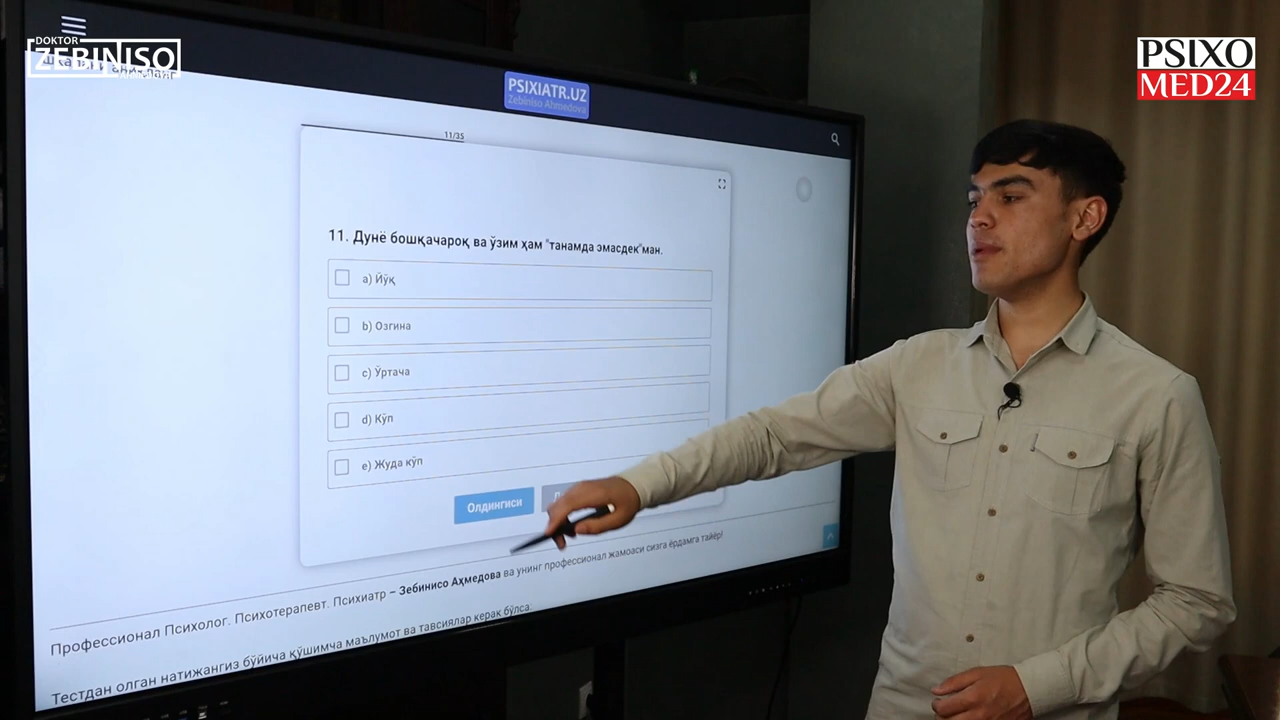 DOKTOR
ZEBINISO
PSIXIATR.UZ
Zebiniso Ahmedova
PSIXO
MED24
11/35
11. Дунё бошқачароқ ва ўзим ҳам "танамда эмасдек"ман.
a) Йўқ
b) Озгина
c) Ўртача
d) Кўп
e) Жуда кўп
Олдингиси
Профессионал Психолог. Психотерапевт. Психиатр – Зебинисо Аҳмедова ва унинг профессионал жамоаси сизга ёрдамга тайёр!
Тестдан олган натижангиз бўйича қўшимча маълумот ва тавсиялар керак бўлса.